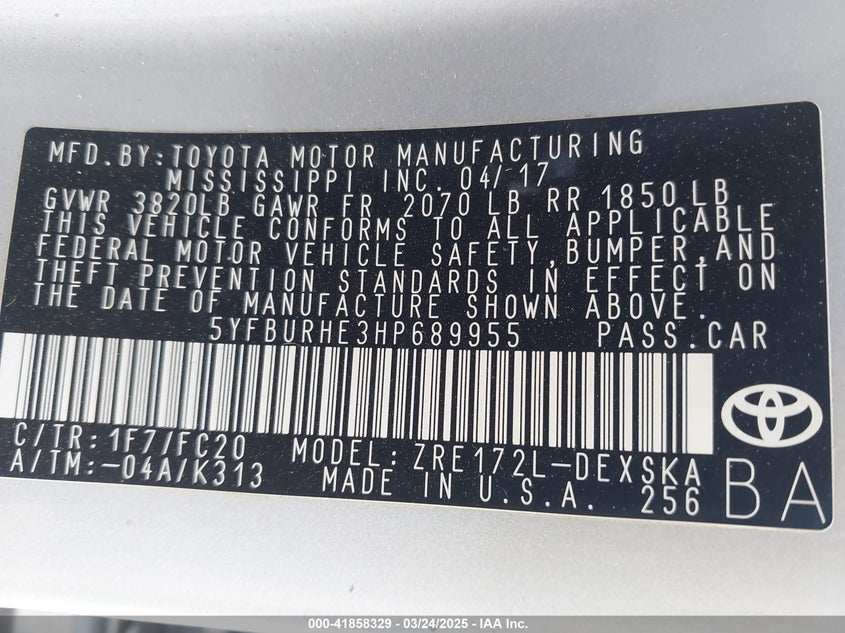 MFD.BY:TOYOTA MOTOR MANUFACTURING
MISSISSIPPI INC. 04/17
GVWR 3820LB GAWR FR 2070 LB RR 1850LB
THIS VEHICLE CONFORMS TO ALL APPLICABLE
FEDERAL MOTOR VEHICLE SAFETY,BUMPER,AND
THEFT PREVENTION STANDARDS IN EFFECT ON
THE DATE OF MANUFACTURE SHOWN ABOVE.
5YFBURHE3HP689955 PASS.CAR
C/TR:1F7/FC20 MODEL:ZRE172L-DEXSKA
A/TM:-04A/K313 MADE IN U.S.A. 256
BA
000-41858329 - 03/24/2025 - IAA Inc.